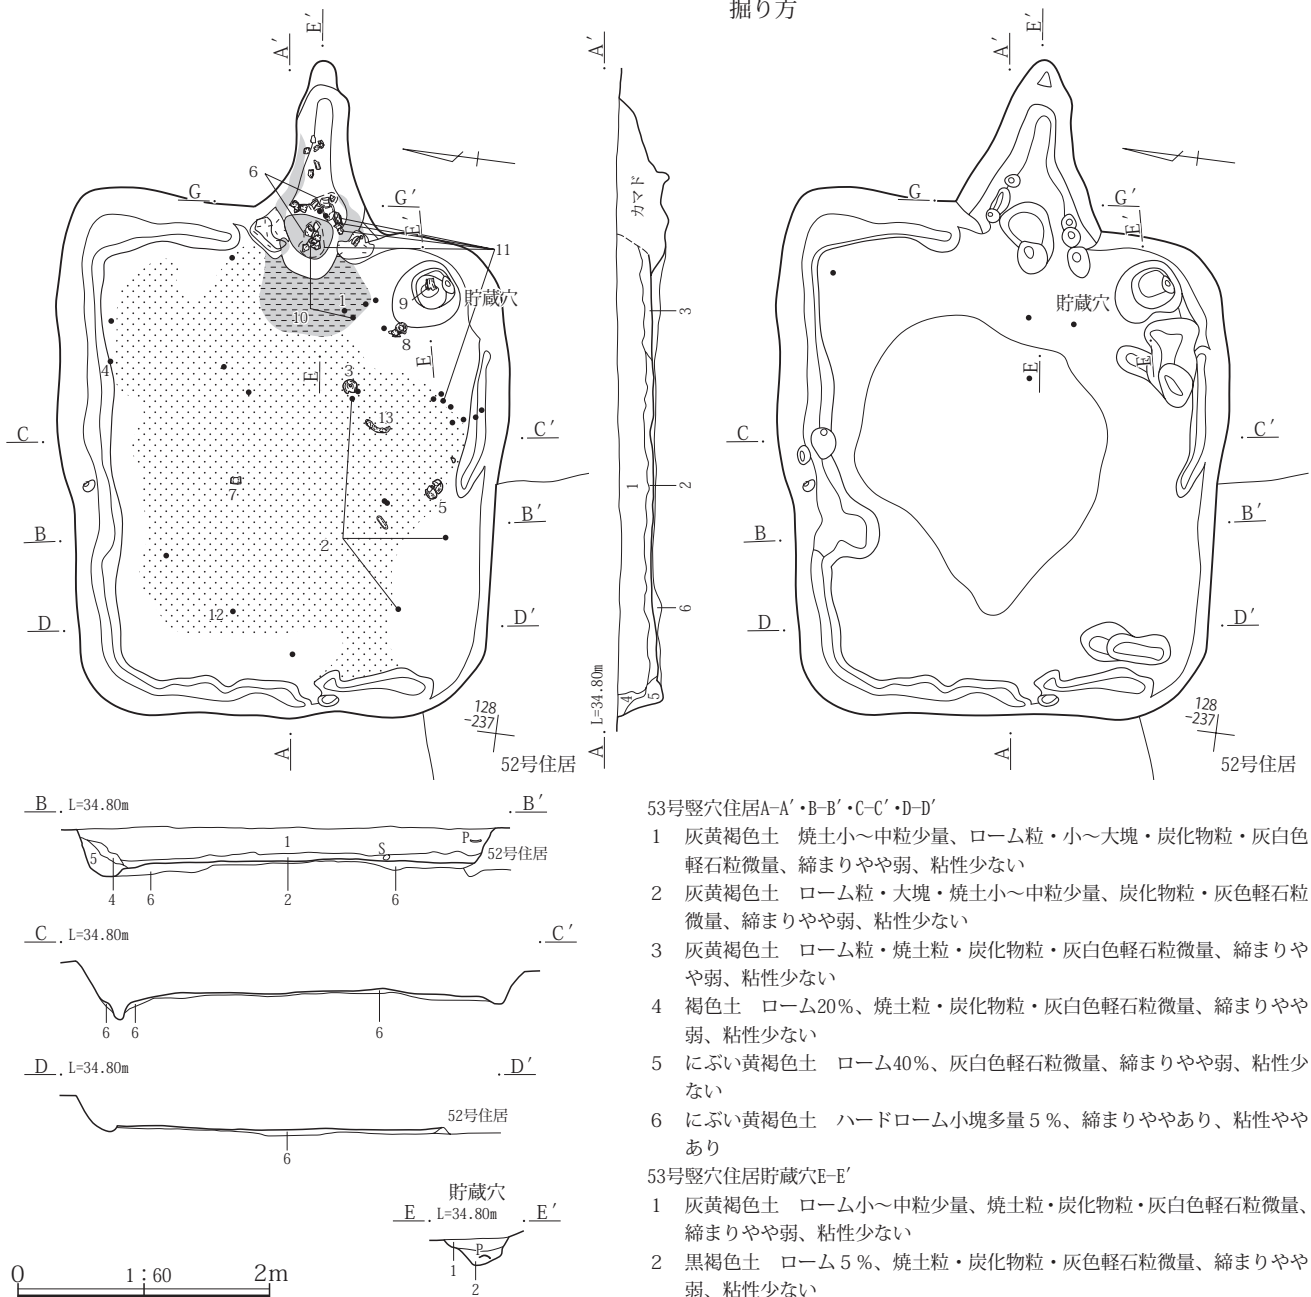 掘り方
A′
E′
A′
A′
E′
G
G′
E′
6
11
1
10
9
貯蔵穴
8
4
3
E
E
13
C
C′
7
5
B
B′
2
12
D
D′
A
128
-237
52号住居
カマド
3
1
2
6
4
5
A
L=34.80m
G
G′
E′
貯蔵穴
E
E
C
C′
B
B′
D
D′
A
128
-237
52号住居
B
L=34.80m
B′
1
S
P
52号住居
5
4
6
2
6
C
L=34.80m
C′
6
6
6
D
L=34.80m
D′
52号住居
6
貯蔵穴
E
L=34.80m
E′
P
1
2
0
1:60
2m
53号竪穴住居A-A′・B-B′・C-C′・D-D′
1 灰黄褐色土 焼土小~中粒少量、ローム粒・小~大塊・炭化物粒・灰白色
軽石粒微量、締まりやや弱、粘性少ない
2 灰黄褐色土 ローム粒・大塊・焼土小~中粒少量、炭化物粒・灰色軽石粒
微量、締まりやや弱、粘性少ない
3 灰黄褐色土 ローム粒・焼土粒・炭化物粒・灰白色軽石粒微量、締まりや
や弱、粘性少ない
4 褐色土 ローム20%、焼土粒・炭化物粒・灰白色軽石粒微量、締まりやや
弱、粘性少ない
5 にぶい黄褐色土 ローム40%、灰白色軽石粒微量、締まりやや弱、粘性少
ない
6 にぶい黄褐色土 ハードローム小塊多量5%、締まりややあり、粘性やや
あり
53号竪穴住居貯蔵穴E-E′
1 灰黄褐色土 ローム小~中粒少量、焼土粒・炭化物粒・灰白色軽石粒微量、
締まりやや弱、粘性少ない
2 黒褐色土 ローム5%、焼土粒・炭化物粒・灰色軽石粒微量、締まりやや
弱、粘性少ない